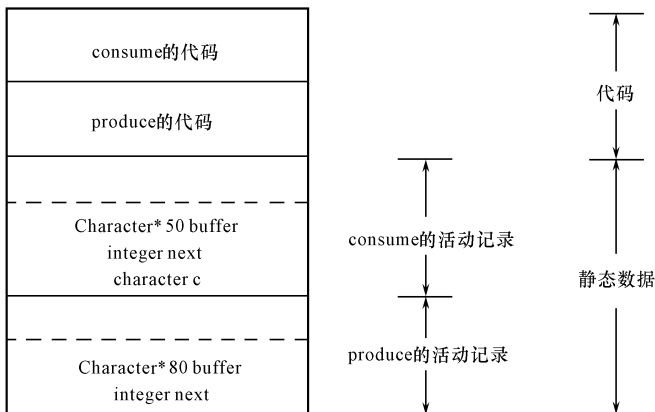 consume的代码
produce的代码
代码
Character* 50 buffer
integer next
character c
consume的活动记录
静态数据
Character* 80 buffer
integer next
produce的活动记录